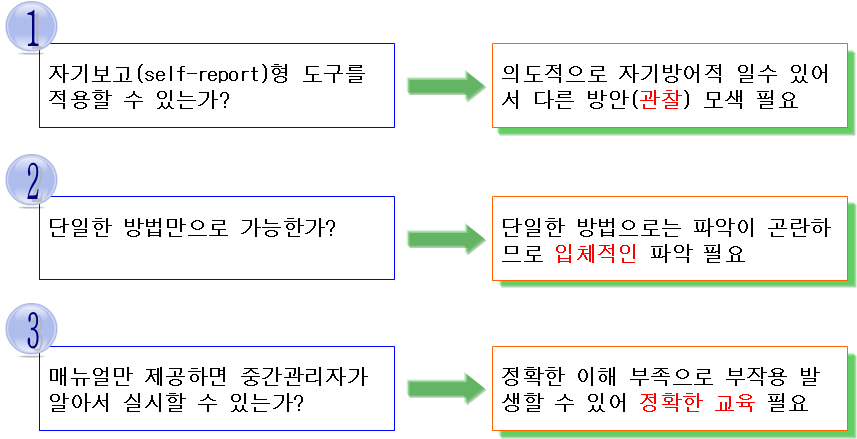 1
자기보고(self-report)형 도구를
적용할 수 있는가?
의도적으로 자기방어적 일수 있어
서 다른 방안(관찰) 모색 필요
2
단일한 방법만으로 가능한가?
단일한 방법으로는 파악이 곤란하
므로 입체적인 파악 필요
3
매뉴얼만 제공하면 중간관리자가
알아서 실시할 수 있는가?
정확한 이해 부족으로 부작용 발
생할 수 있어 정확한 교육 필요